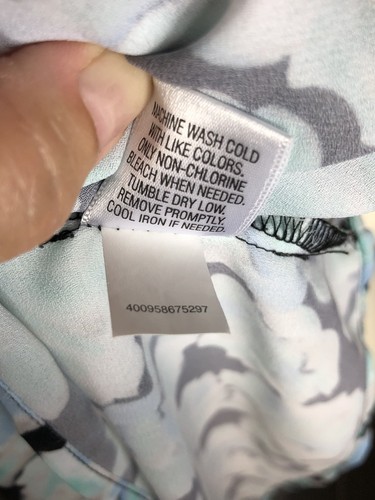 MACHINE WASH COLD
WITH LIKE COLORS.
ONLY NON-CHLORINE
BLEACH WHEN NEEDED.
TUMBLE DRY LOW.
REMOVE PROMPTLY.
COOL IRON IF NEEDED.
400958675297